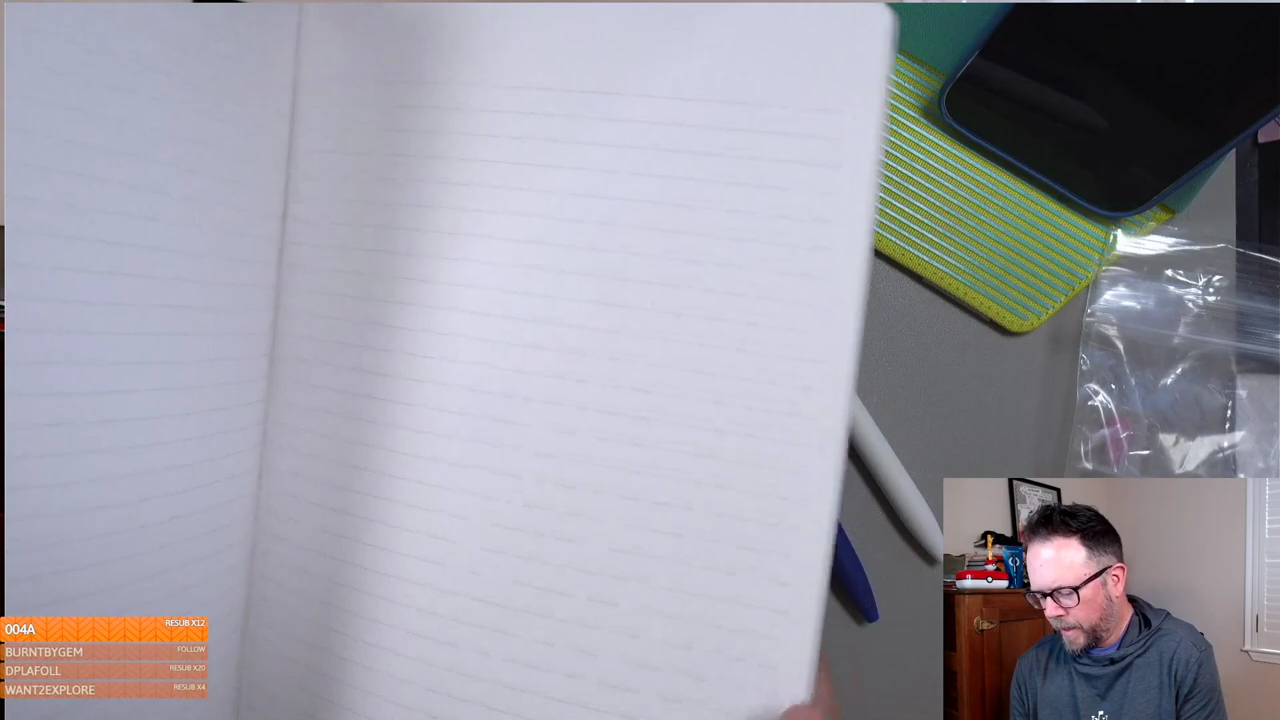 004A RESUB X12
BURNTBYGEM FOLLOW
DPLAFOLL RESUB X20
WANT2EXPLORE RESUB X4